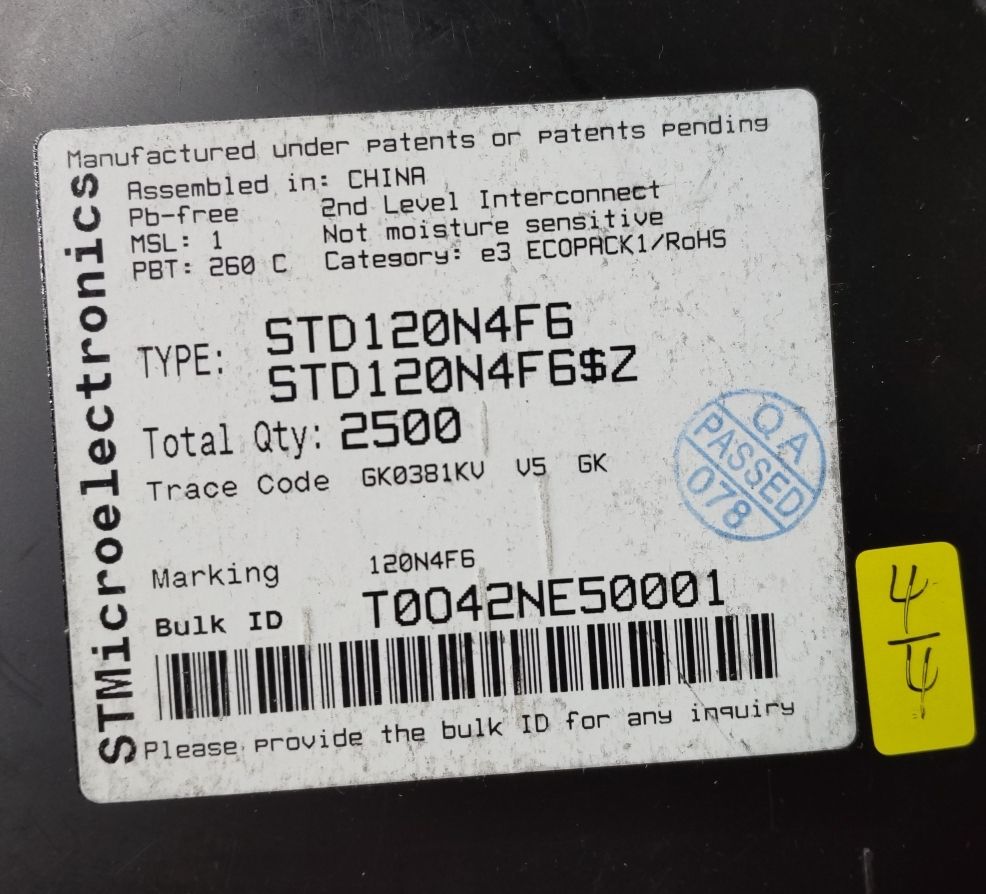 Manufactured under patents or patents pending
STMicroelectronics
Assembled in: CHINA
Pb-free 2nd Level Interconnect
MSL: 1 Not moisture sensitive
PBT: 260 C Category: e3 ECOPACK1/RoHS
TYPE: STD120N4F6
STD120N4F6$Z
Total Qty: 2500
Trace Code GK0381KV V5 GK
QA
PASSED
078
Marking 120N4F6
Bulk ID T0042NE50001
Please provide the bulk ID for any inquiry
4
4